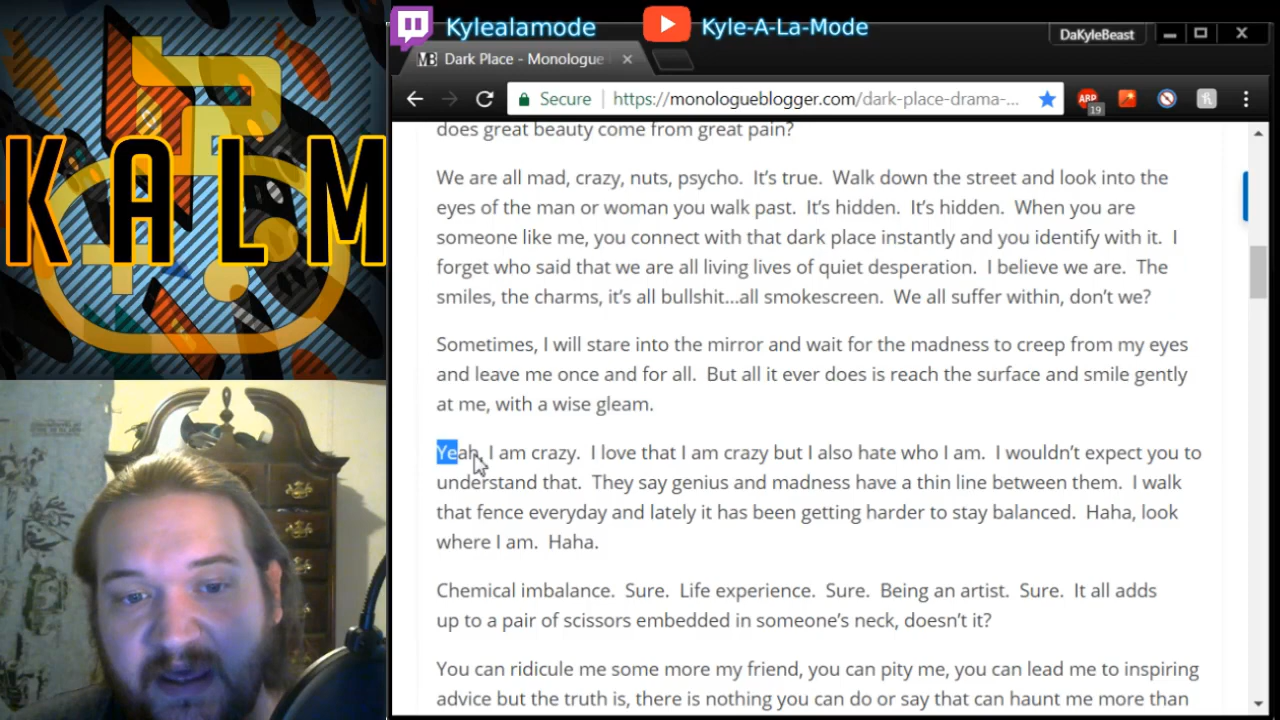 Kylealamode
Kyle-A-La-Mode
DaKyleBeast
MB Dark Place - Monologue
Secure https://monologueblogger.com/dark-place-drama-...
ABP
19
KALM
does great beauty come from great pain?
We are all mad, crazy, nuts, psycho. It’s true. Walk down the street and look into the
eyes of the man or woman you walk past. It’s hidden. It’s hidden. When you are
someone like me, you connect with that dark place instantly and you identify with it. I
forget who said that we are all living lives of quiet desperation. I believe we are. The
smiles, the charms, it’s all bullshit…all smokescreen. We all suffer within, don’t we?
Sometimes, I will stare into the mirror and wait for the madness to creep from my eyes
and leave me once and for all. But all it ever does is reach the surface and smile gently
at me, with a wise gleam.
Yeah, I am crazy. I love that I am crazy but I also hate who I am. I wouldn’t expect you to
understand that. They say genius and madness have a thin line between them. I walk
that fence everyday and lately it has been getting harder to stay balanced. Haha, look
where I am. Haha.
Chemical imbalance. Sure. Life experience. Sure. Being an artist. Sure. It all adds
up to a pair of scissors embedded in someone’s neck, doesn’t it?
You can ridicule me some more my friend, you can pity me, you can lead me to inspiring
advice but the truth is, there is nothing you can do or say that can haunt me more than